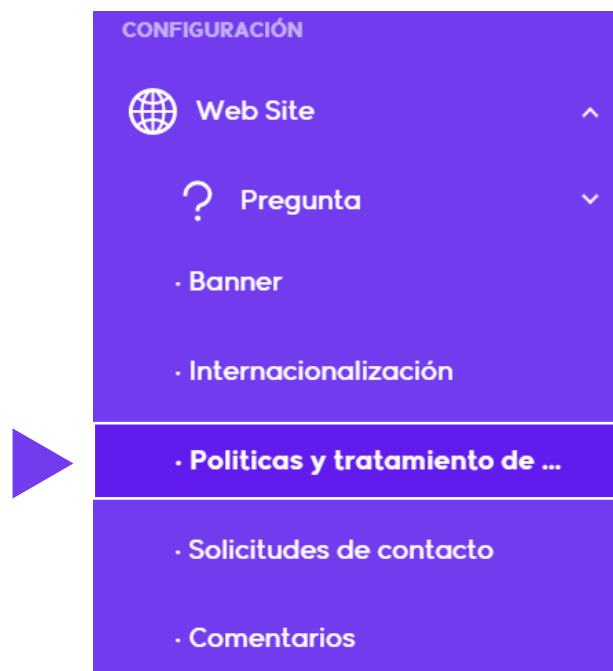 CONFIGURACIÓN
Web Site
Pregunta
· Banner
· Internacionalización
· Politicas y tratamiento de ...
· Solicitudes de contacto
· Comentarios